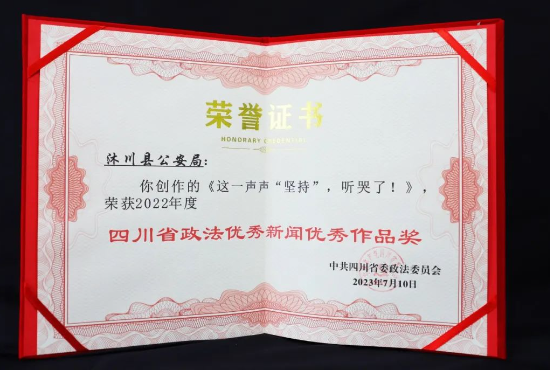 荣誉证书
HONORARY CREDENTIAL
沐川县公安局：
你创作的《这一声声“坚持”，听哭了！》，
荣获2022年度
四川省政法优秀新闻优秀作品奖
中共四川省委政法委员会
2023年7月10日